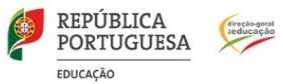 REPÚBLICA
PORTUGUESA
EDUCAÇÃO
direção-geral
da educação